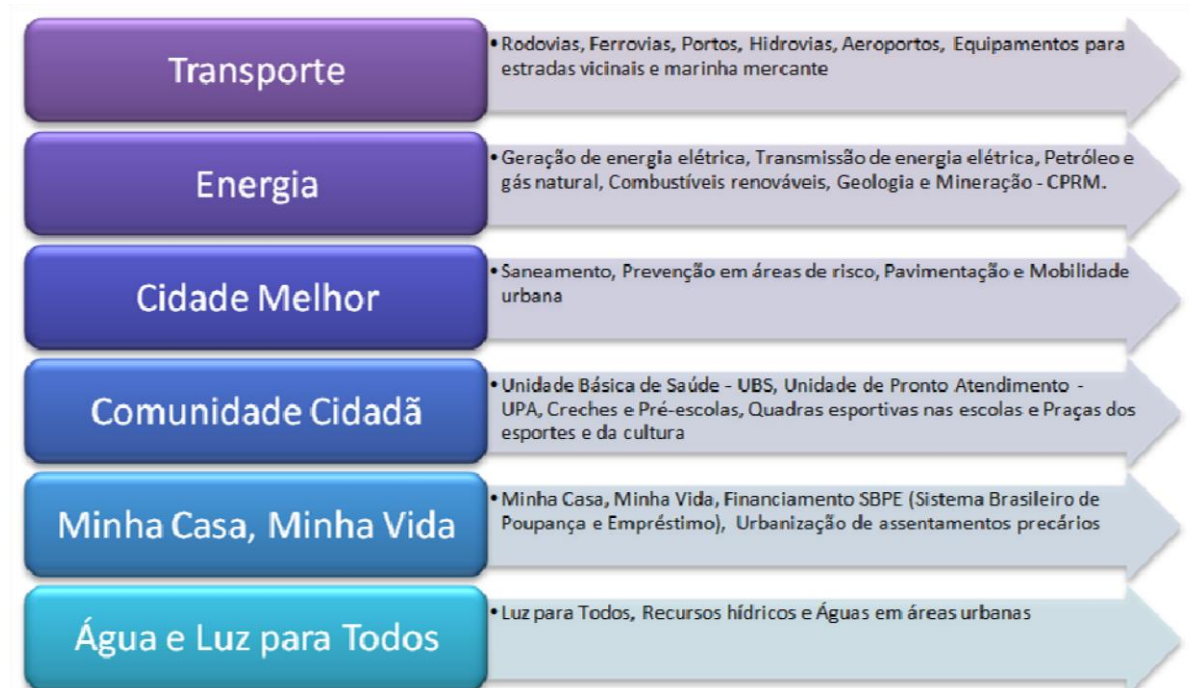 Transporte
• Rodovias, Ferrovias, Portos, Hidrovias, Aeroportos, Equipamentos para
estradas vicinais e marinha mercante
Energia
• Geração de energia elétrica, Transmissão de energia elétrica, Petróleo e
gás natural, Combustíveis renováveis, Geologia e Mineração - CPRM.
Cidade Melhor
• Saneamento, Prevenção em áreas de risco, Pavimentação e Mobilidade
urbana
Comunidade Cidadã
• Unidade Básica de Saúde - UBS, Unidade de Pronto Atendimento -
UPA, Creches e Pré-escolas, Quadras esportivas nas escolas e Praças dos
esportes e da cultura
Minha Casa, Minha Vida
• Minha Casa, Minha Vida, Financiamento SBPE (Sistema Brasileiro de
Poupança e Empréstimo), Urbanização de assentamentos precários
Água e Luz para Todos
• Luz para Todos, Recursos hídricos e Águas em áreas urbanas